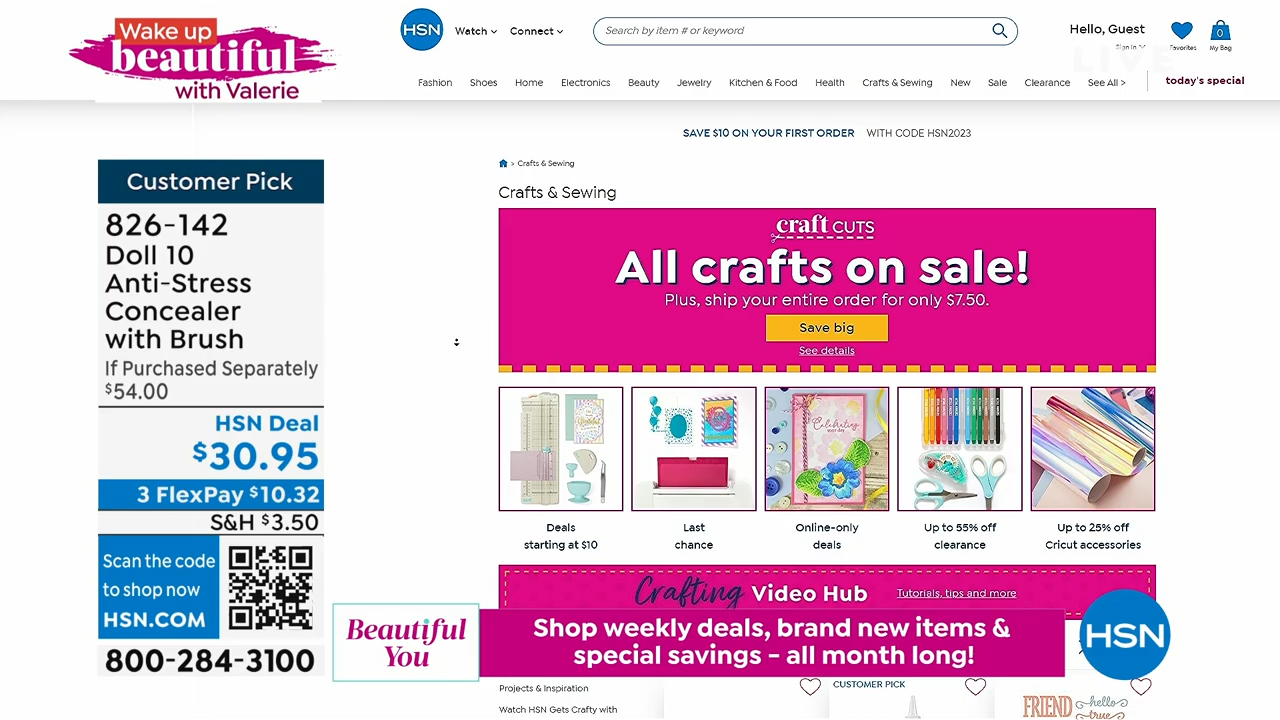 Wake up
beautiful
with Valerie
HSN
Watch
Connect
Search by item # or keyword
Hello, Guest
Sign In
Favorites
0
My Bag
LIVE
Fashion
Shoes
Home
Electronics
Beauty
Jewelry
Kitchen & Food
Health
Crafts & Sewing
New
Sale
Clearance
See All >
today's special
SAVE $10 ON YOUR FIRST ORDER WITH CODE HSN2023
> Crafts & Sewing
Crafts & Sewing
Customer Pick
826-142
Doll 10
Anti-Stress
Concealer
with Brush
If Purchased Separately
$54.00
HSN Deal
$30.95
3 FlexPay $10.32
S&H $3.50
Scan the code
to shop now
HSN.COM
800-284-3100
craft CUTS
All crafts on sale!
Plus, ship your entire order for only $7.50.
Save big
See details
Celebrating
Deals
starting at $10
Last
chance
Online-only
deals
Up to 55% off
clearance
Up to 25% off
Cricut accessories
Crafting Video Hub
Tutorials, tips and more
Beautiful
You
Shop weekly deals, brand new items &
special savings - all month long!
HSN
Projects & Inspiration
Watch HSN Gets Crafty with
CUSTOMER PICK
FRIEND
hello
true